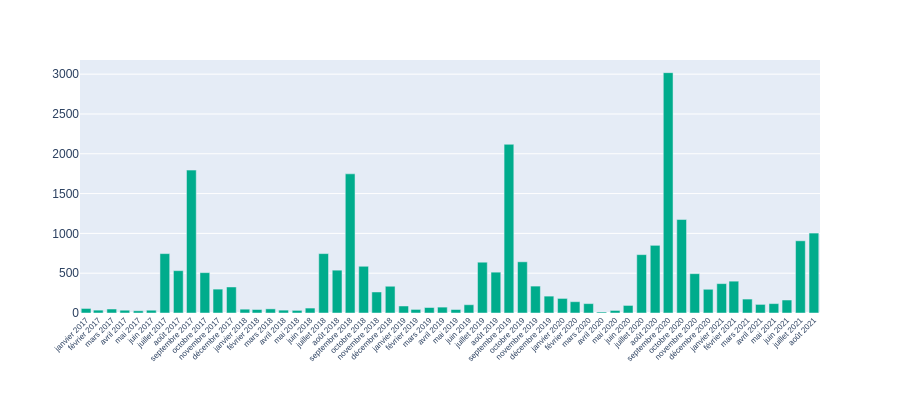 3000
2500
2000
1500
1000
500
0
janvier 2017
février 2017
mars 2017
avril 2017
mai 2017
juin 2017
juillet 2017
août 2017
septembre 2017
octobre 2017
novembre 2017
décembre 2017
janvier 2018
février 2018
mars 2018
avril 2018
mai 2018
juin 2018
juillet 2018
août 2018
septembre 2018
octobre 2018
novembre 2018
décembre 2018
janvier 2019
février 2019
mars 2019
avril 2019
mai 2019
juin 2019
juillet 2019
août 2019
septembre 2019
octobre 2019
novembre 2019
décembre 2019
janvier 2020
février 2020
mars 2020
avril 2020
mai 2020
juin 2020
juillet 2020
août 2020
septembre 2020
octobre 2020
novembre 2020
décembre 2020
janvier 2021
février 2021
mars 2021
avril 2021
mai 2021
juin 2021
juillet 2021
août 2021